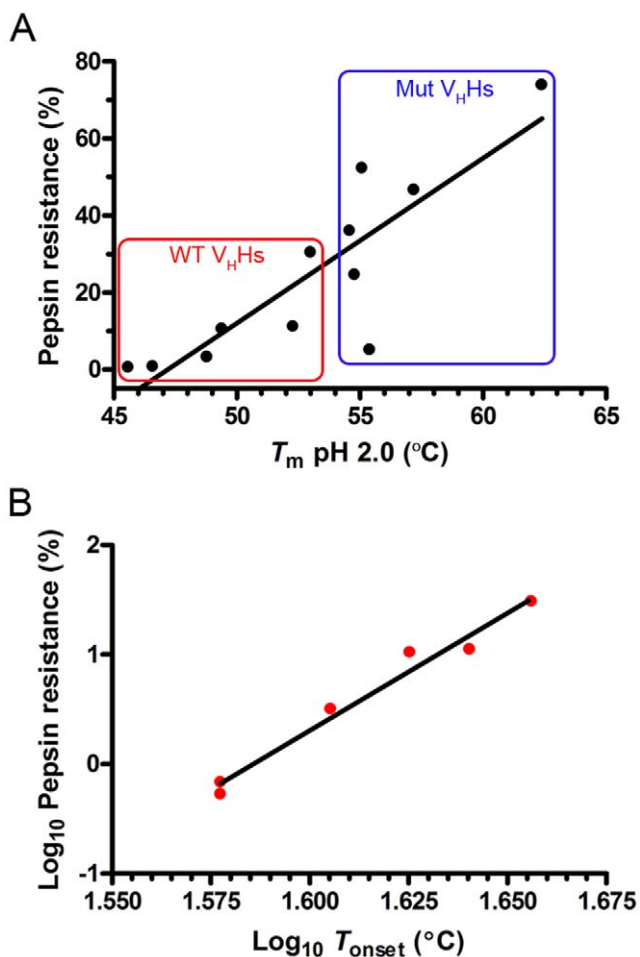 A
Pepsin resistance (%)
80
60
40
20
0
WT VHHs
Mut VHHs
45 50 55 60 65
Tm pH 2.0 (°C)
B
Log10 Pepsin resistance (%)
2
1
0
-1
1.550 1.575 1.600 1.625 1.650 1.675
Log10 Tonset (°C)